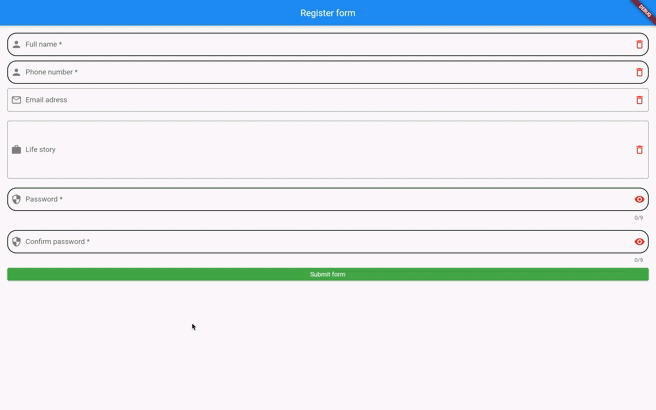 Register form
DEBUG
Full name *
Phone number *
Email adress
Life story
Password *
0/9
Confirm password *
0/9
Submit form